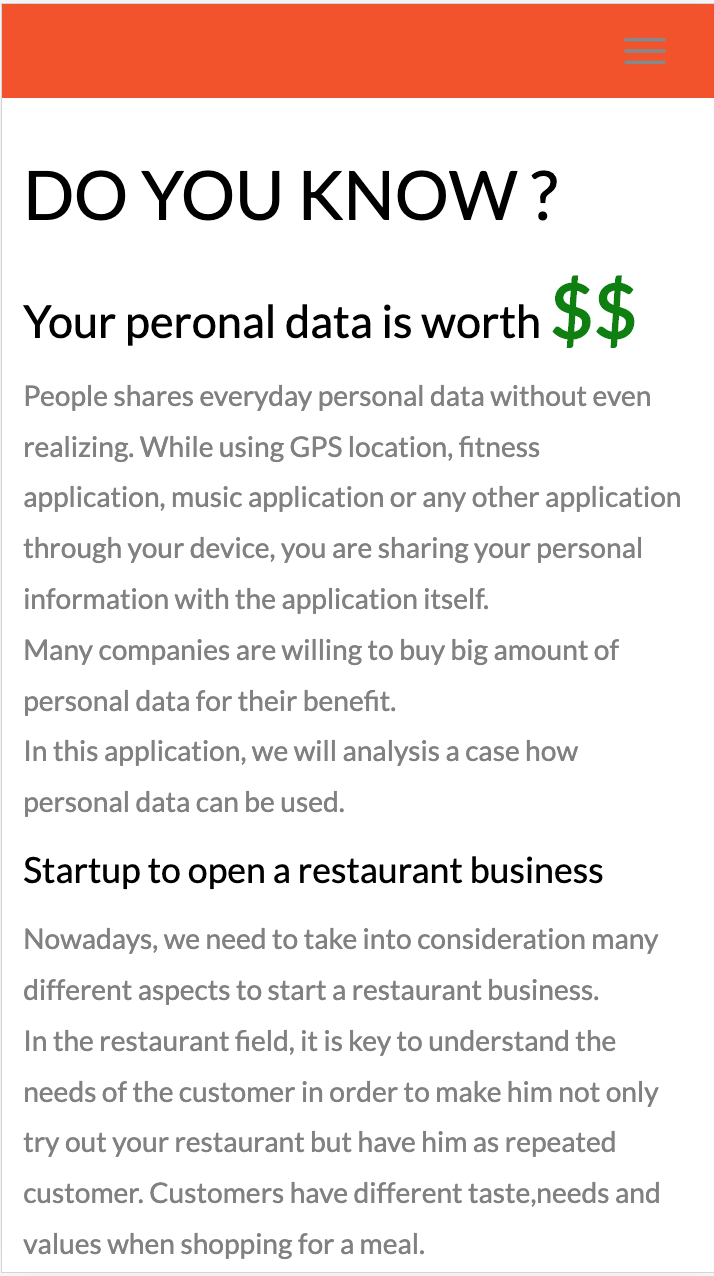 DO YOU KNOW ?
Your peronal data is worth $$
People shares everyday personal data without even
realizing. While using GPS location, fitness
application, music application or any other application
through your device, you are sharing your personal
information with the application itself.
Many companies are willing to buy big amount of
personal data for their benefit.
In this application, we will analysis a case how
personal data can be used.
Startup to open a restaurant business
Nowadays, we need to take into consideration many
different aspects to start a restaurant business.
In the restaurant field, it is key to understand the
needs of the customer in order to make him not only
try out your restaurant but have him as repeated
customer. Customers have different taste,needs and
values when shopping for a meal.